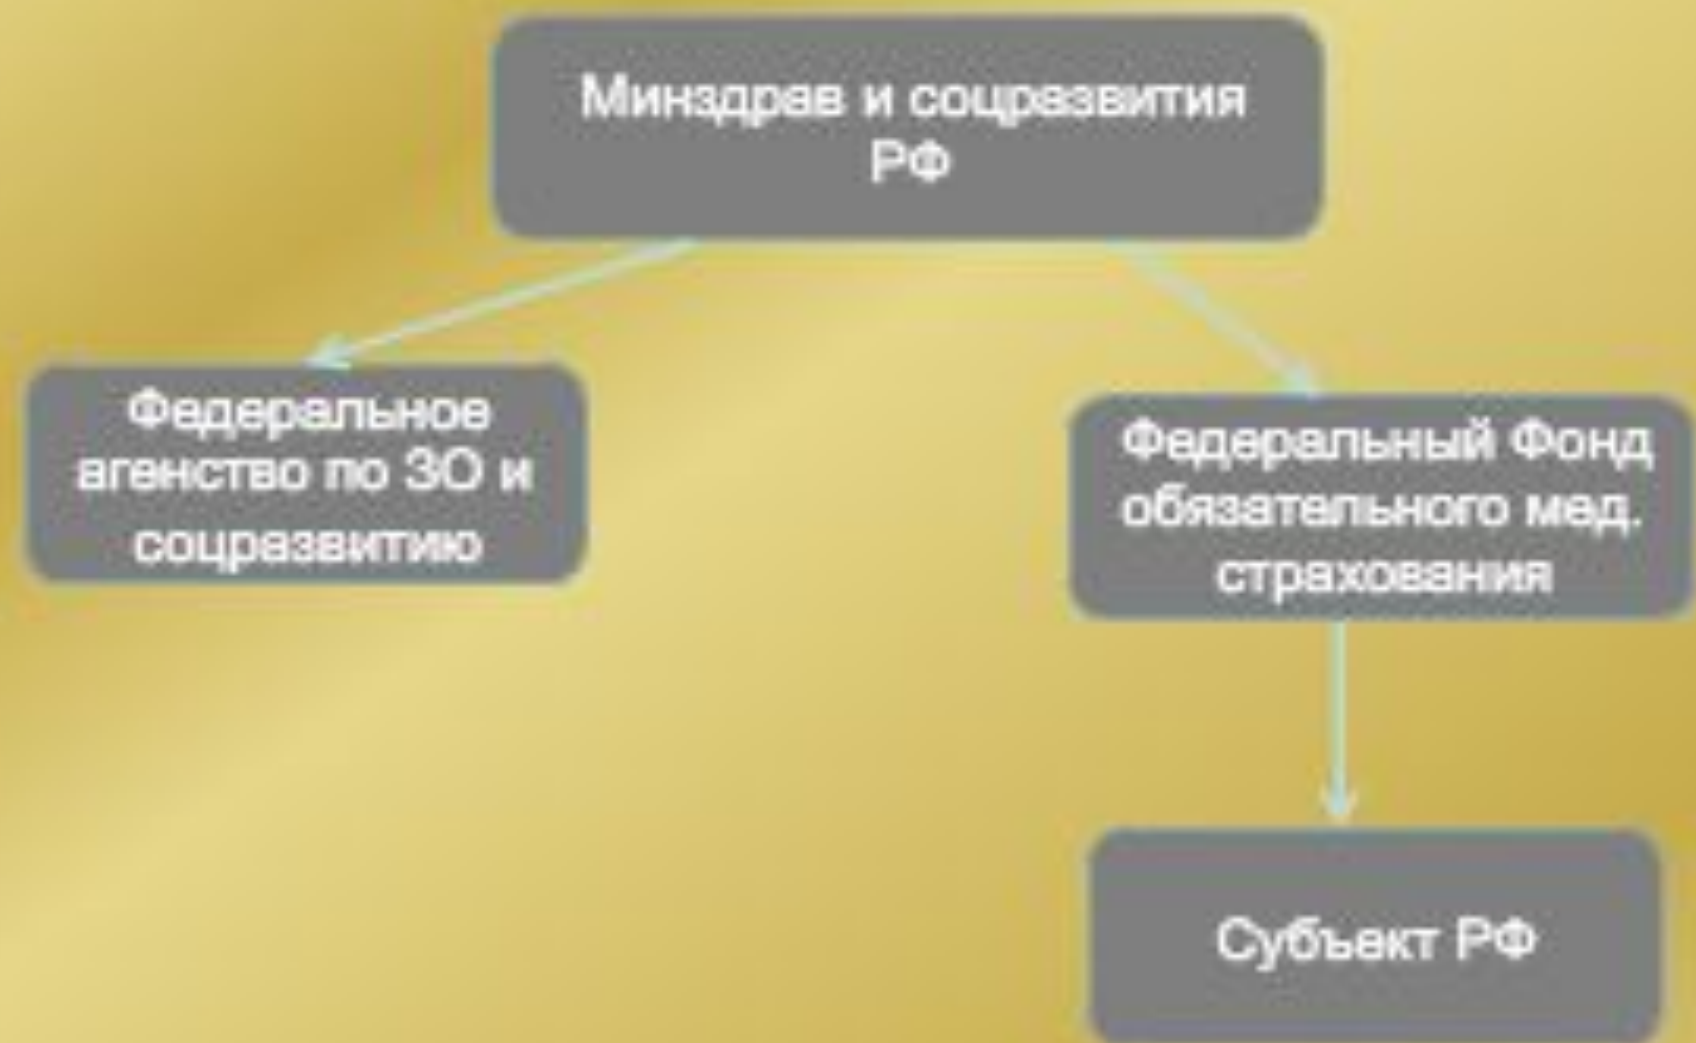 Минздрав и соцразвития
РФ
Федеральное
агенство по ЗО и
соцразвитию
Федеральный Фонд
обязательного мед.
страхования
Субъект РФ